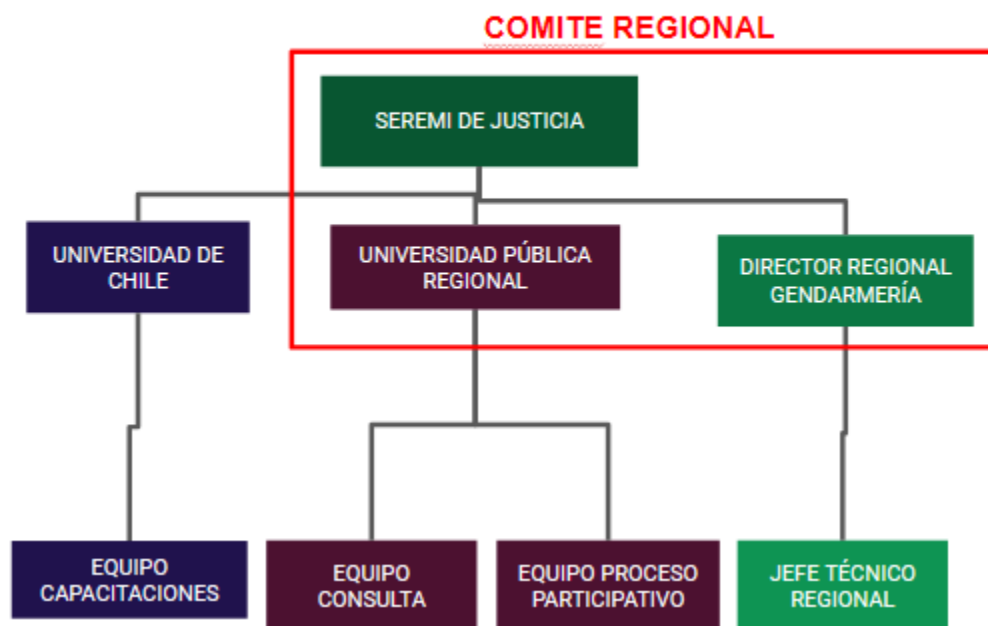 COMITE REGIONAL
SEREMI DE JUSTICIA
UNIVERSIDAD DE
CHILE
UNIVERSIDAD PÚBLICA
REGIONAL
DIRECTOR REGIONAL
GENDARMERÍA
EQUIPO
CAPACITACIONES
EQUIPO
CONSULTA
EQUIPO PROCESO
PARTICIPATIVO
JEFE TÉCNICO
REGIONAL